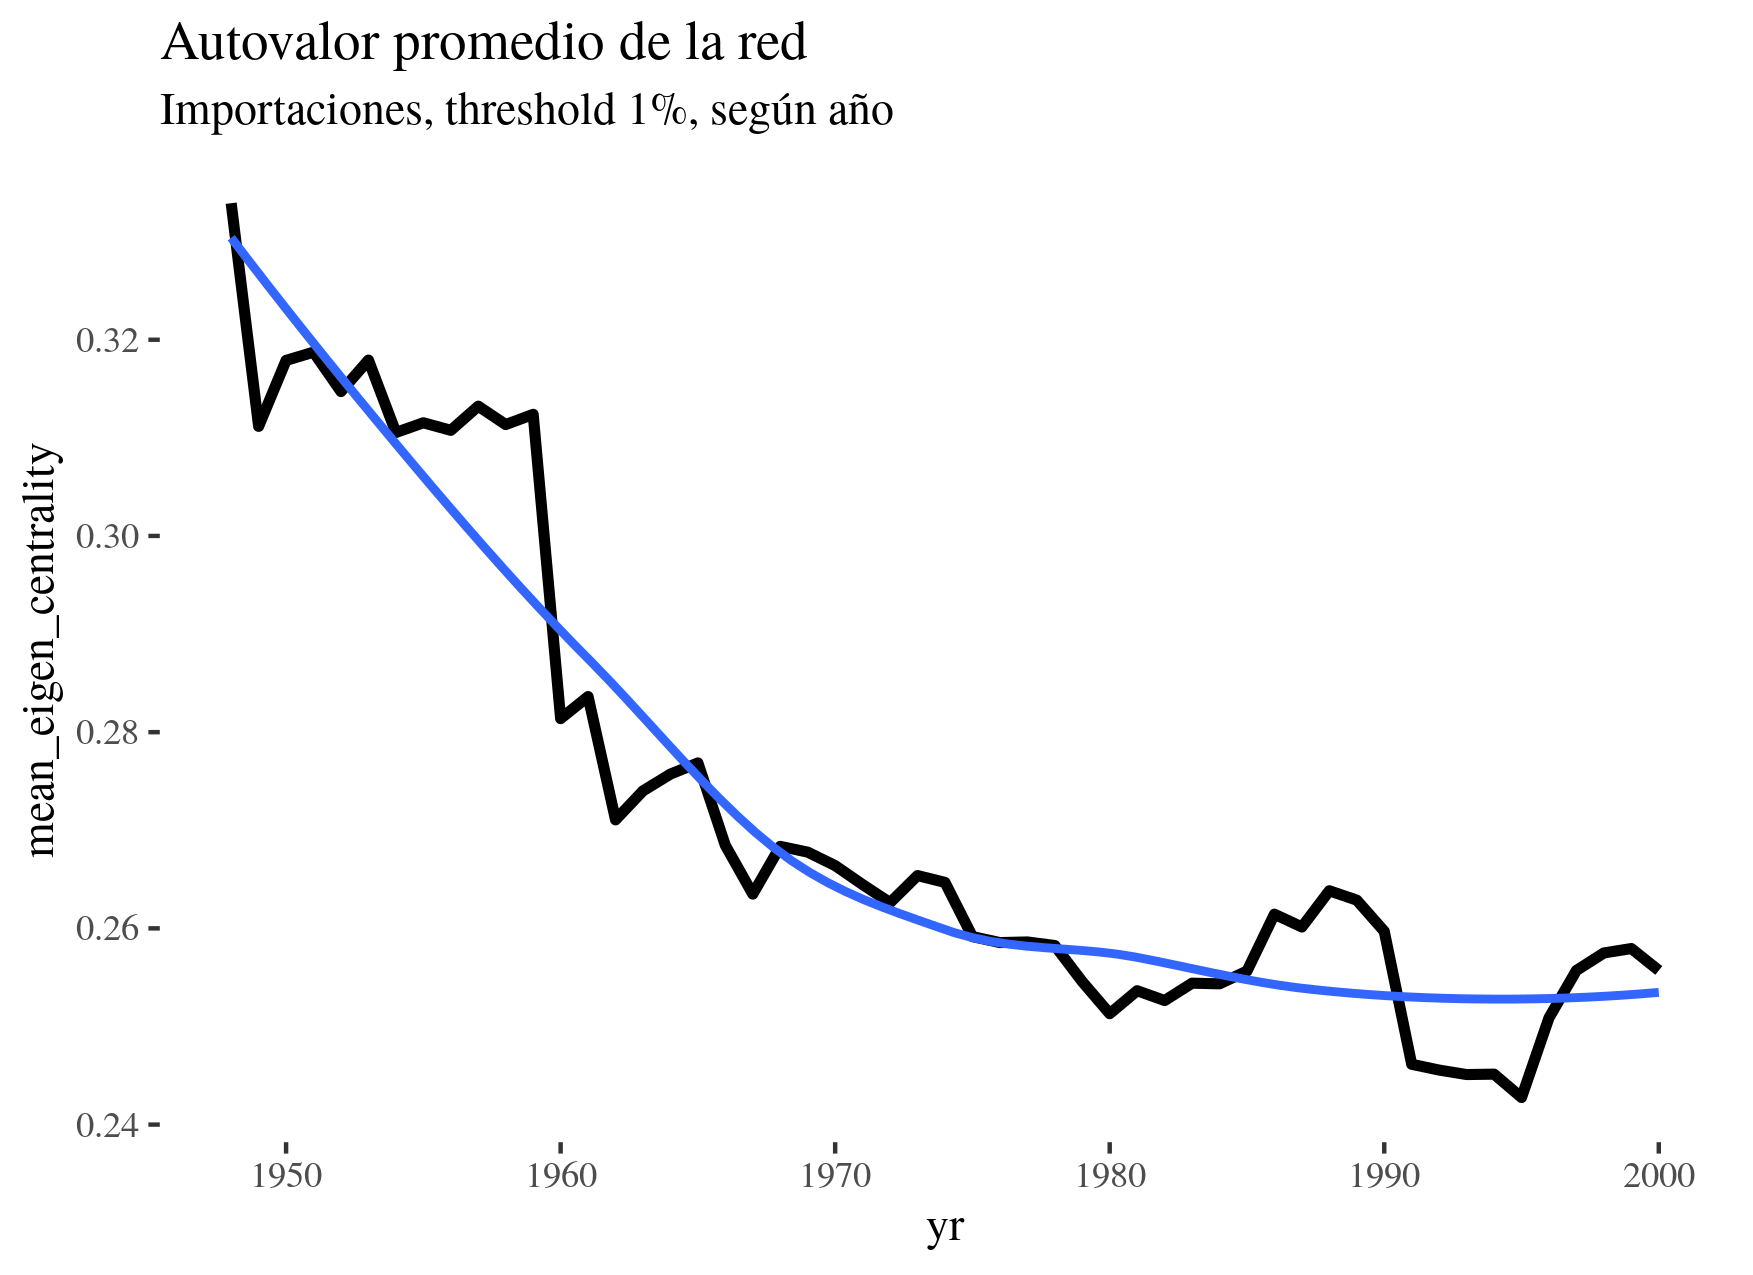 Autovalor promedio de la red
Importaciones, threshold 1%, según año
mean_eigen_centrality
0.32
0.30
0.28
0.26
0.24
1950 1960 1970 1980 1990 2000
yr